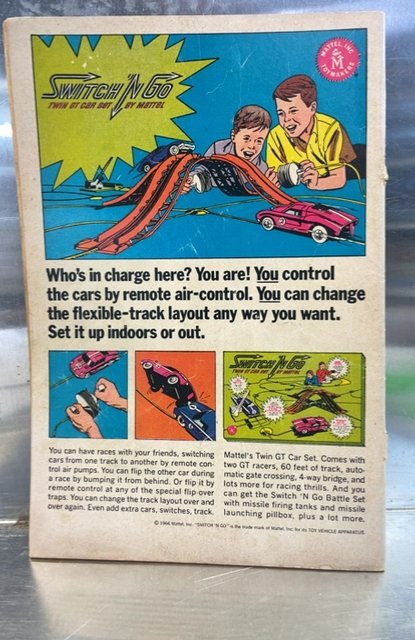 MATTEL, INC.
M
TOYMAKERS
SWITCH 'N GO
TWIN GT CAR SET BY MATTEL
2
Who's in charge here? You are! You control
the cars by remote air-control. You can change
the flexible-track layout any way you want.
Set it up indoors or out.
SWITCH 'N GO
TWIN GT CAR SET BY MATTEL
You can have races with your friends, switching
cars from one track to another by remote con-
trol air pumps. You can flip the other car during
a race by bumping it from behind. Or flip it by
remote control at any of the special flip-over
traps. You can change the track layout over and
over again. Even add extra cars, switches, track.
Mattel's Twin GT Car Set. Comes with
two GT racers, 60 feet of track, auto-
matic gate crossing, 4-way bridge, and
lots more for racing thrills. And you
can get the Switch 'N Go Battle Set
with missile firing tanks and missile
launching pillbox, plus a lot more.
© 1966 Mattel, Inc. "SWITCH 'N GO" is the trade mark of Mattel, Inc. for its TOY VEHICLE APPARATUS.